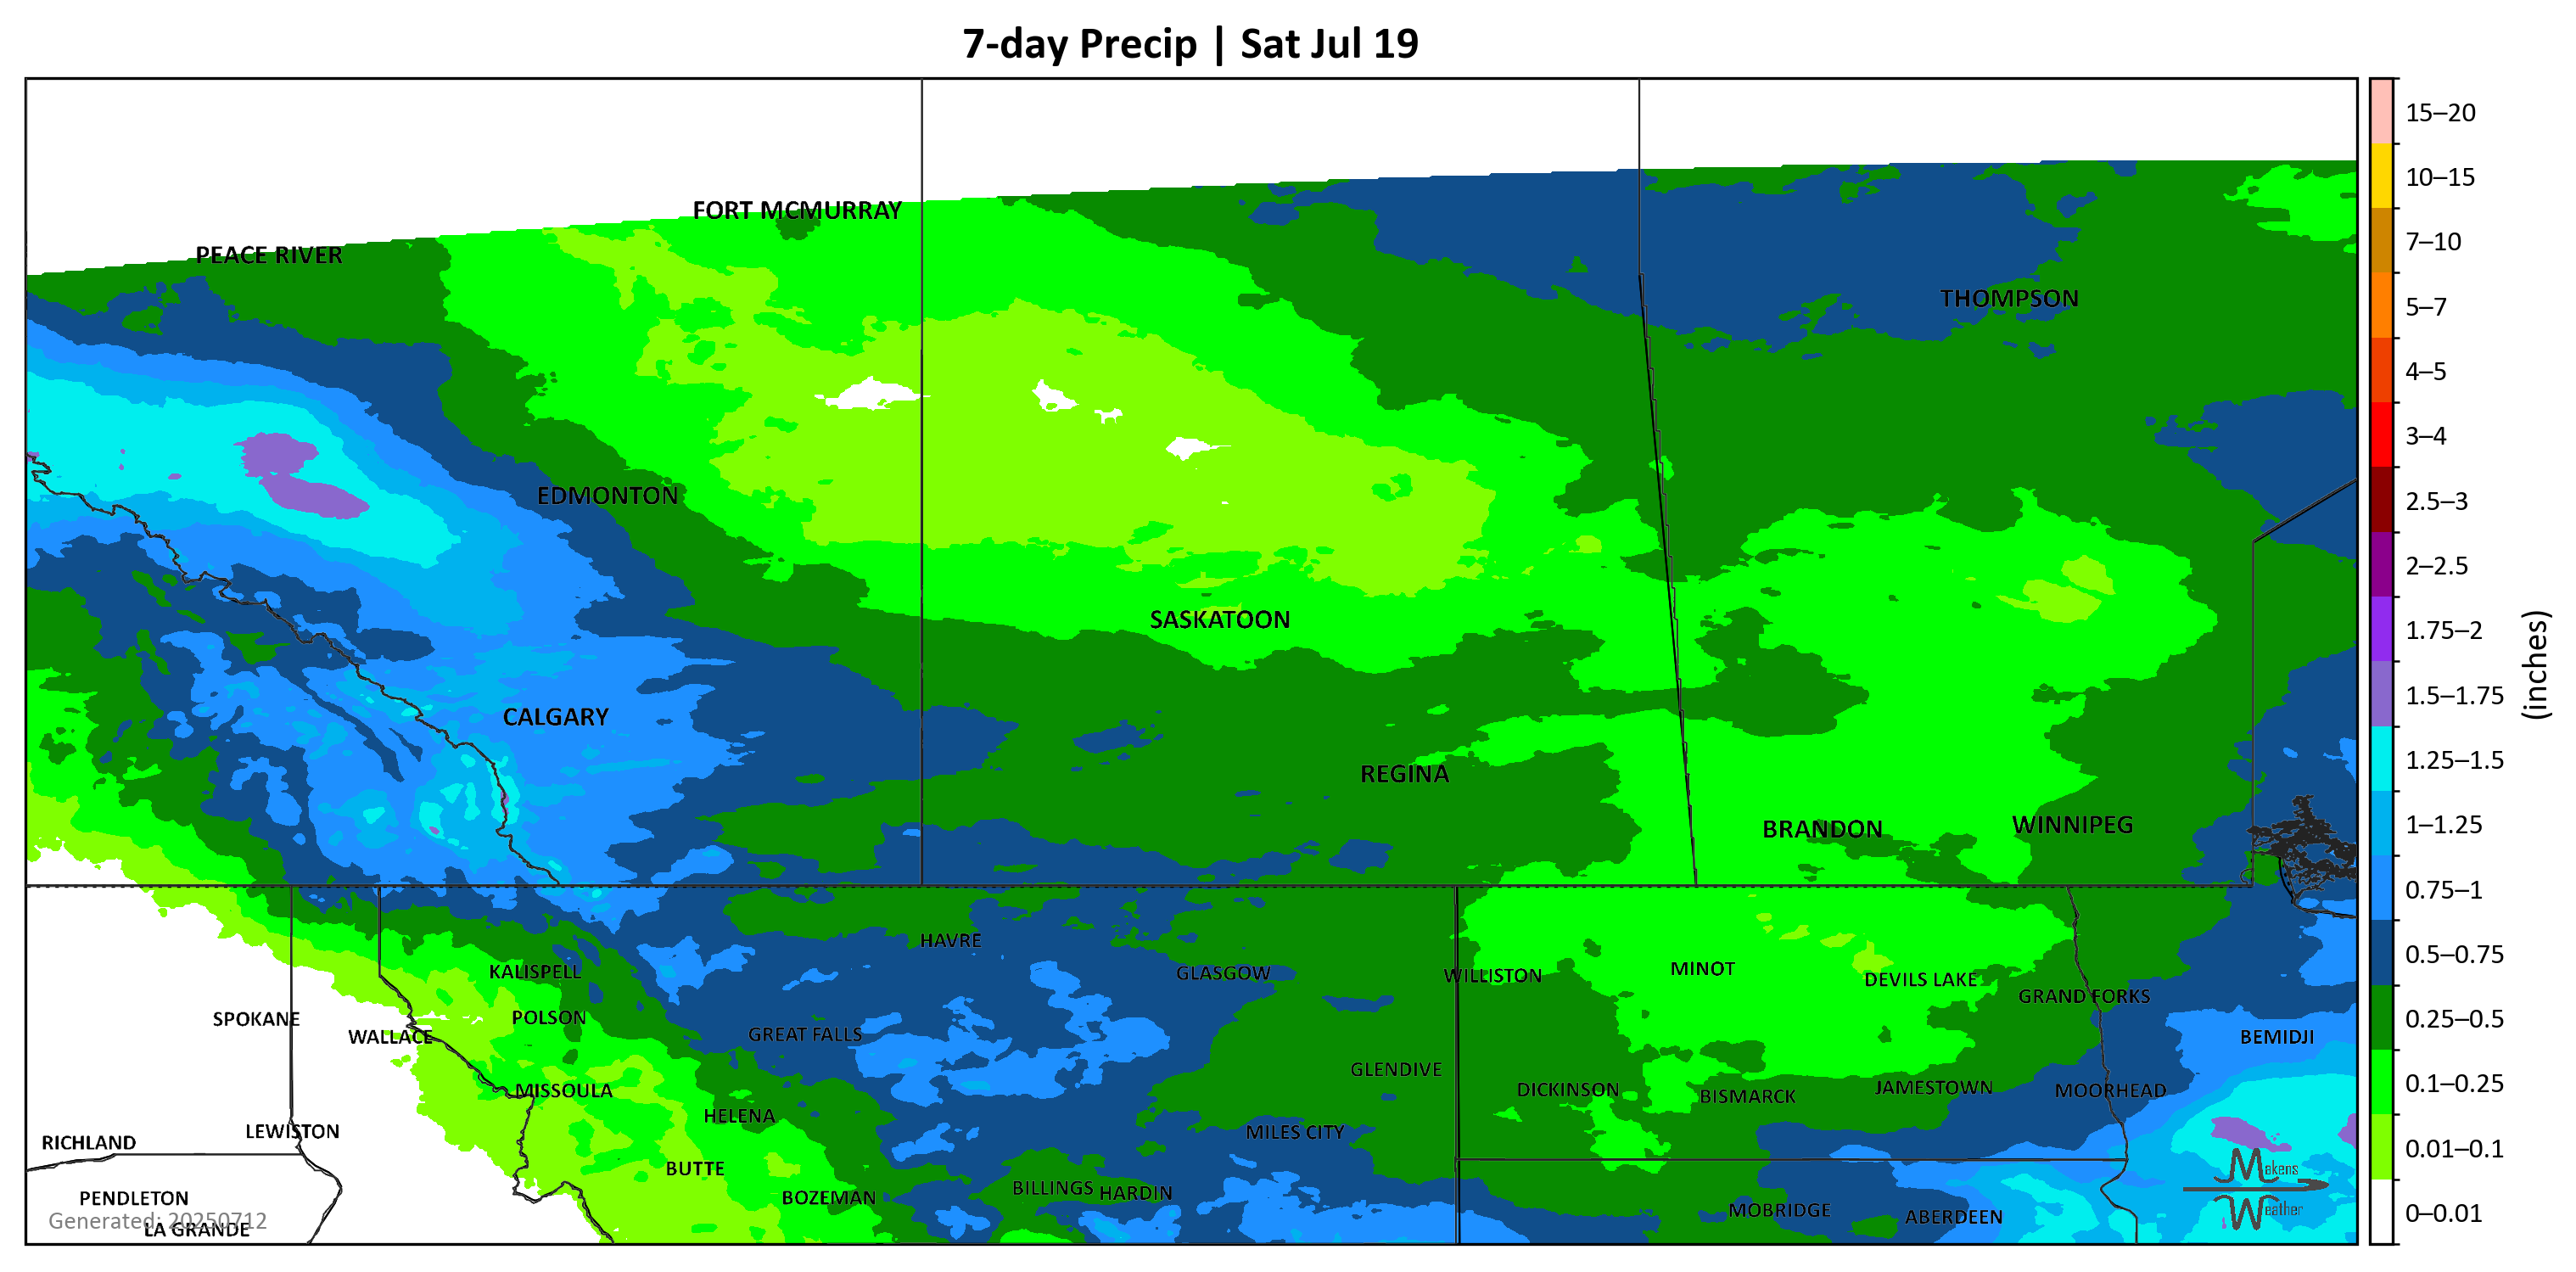 7-day Precip | Sat Jul 19
FORT MCMURRAY
PEACE RIVER
THOMPSON
EDMONTON
SASKATOON
CALGARY
REGINA
BRANDON
WINNIPEG
HAVRE
KALISPELL
GLASGOW
WILLISTON
MINOT
DEVILS LAKE
GRAND FORKS
SPOKANE
POLSON
WALLACE
GREAT FALLS
BEMIDJI
GLENDIVE
MISSOULA
DICKINSON
BISMARCK
JAMESTOWN
MOORHEAD
HELENA
LEWISTON
RICHLAND
MILES CITY
BUTTE
BILLINGS
HARDIN
BOZEMAN
PENDLETON
MOBRIDGE
ABERDEEN
Generated: 20250712
LA GRANDE
Makens
Weather
15–20
10–15
7–10
5–7
4–5
3–4
2.5–3
2–2.5
1.75–2
1.5–1.75
1.25–1.5
1–1.25
0.75–1
0.5–0.75
0.25–0.5
0.1–0.25
0.01–0.1
0–0.01
(inches)